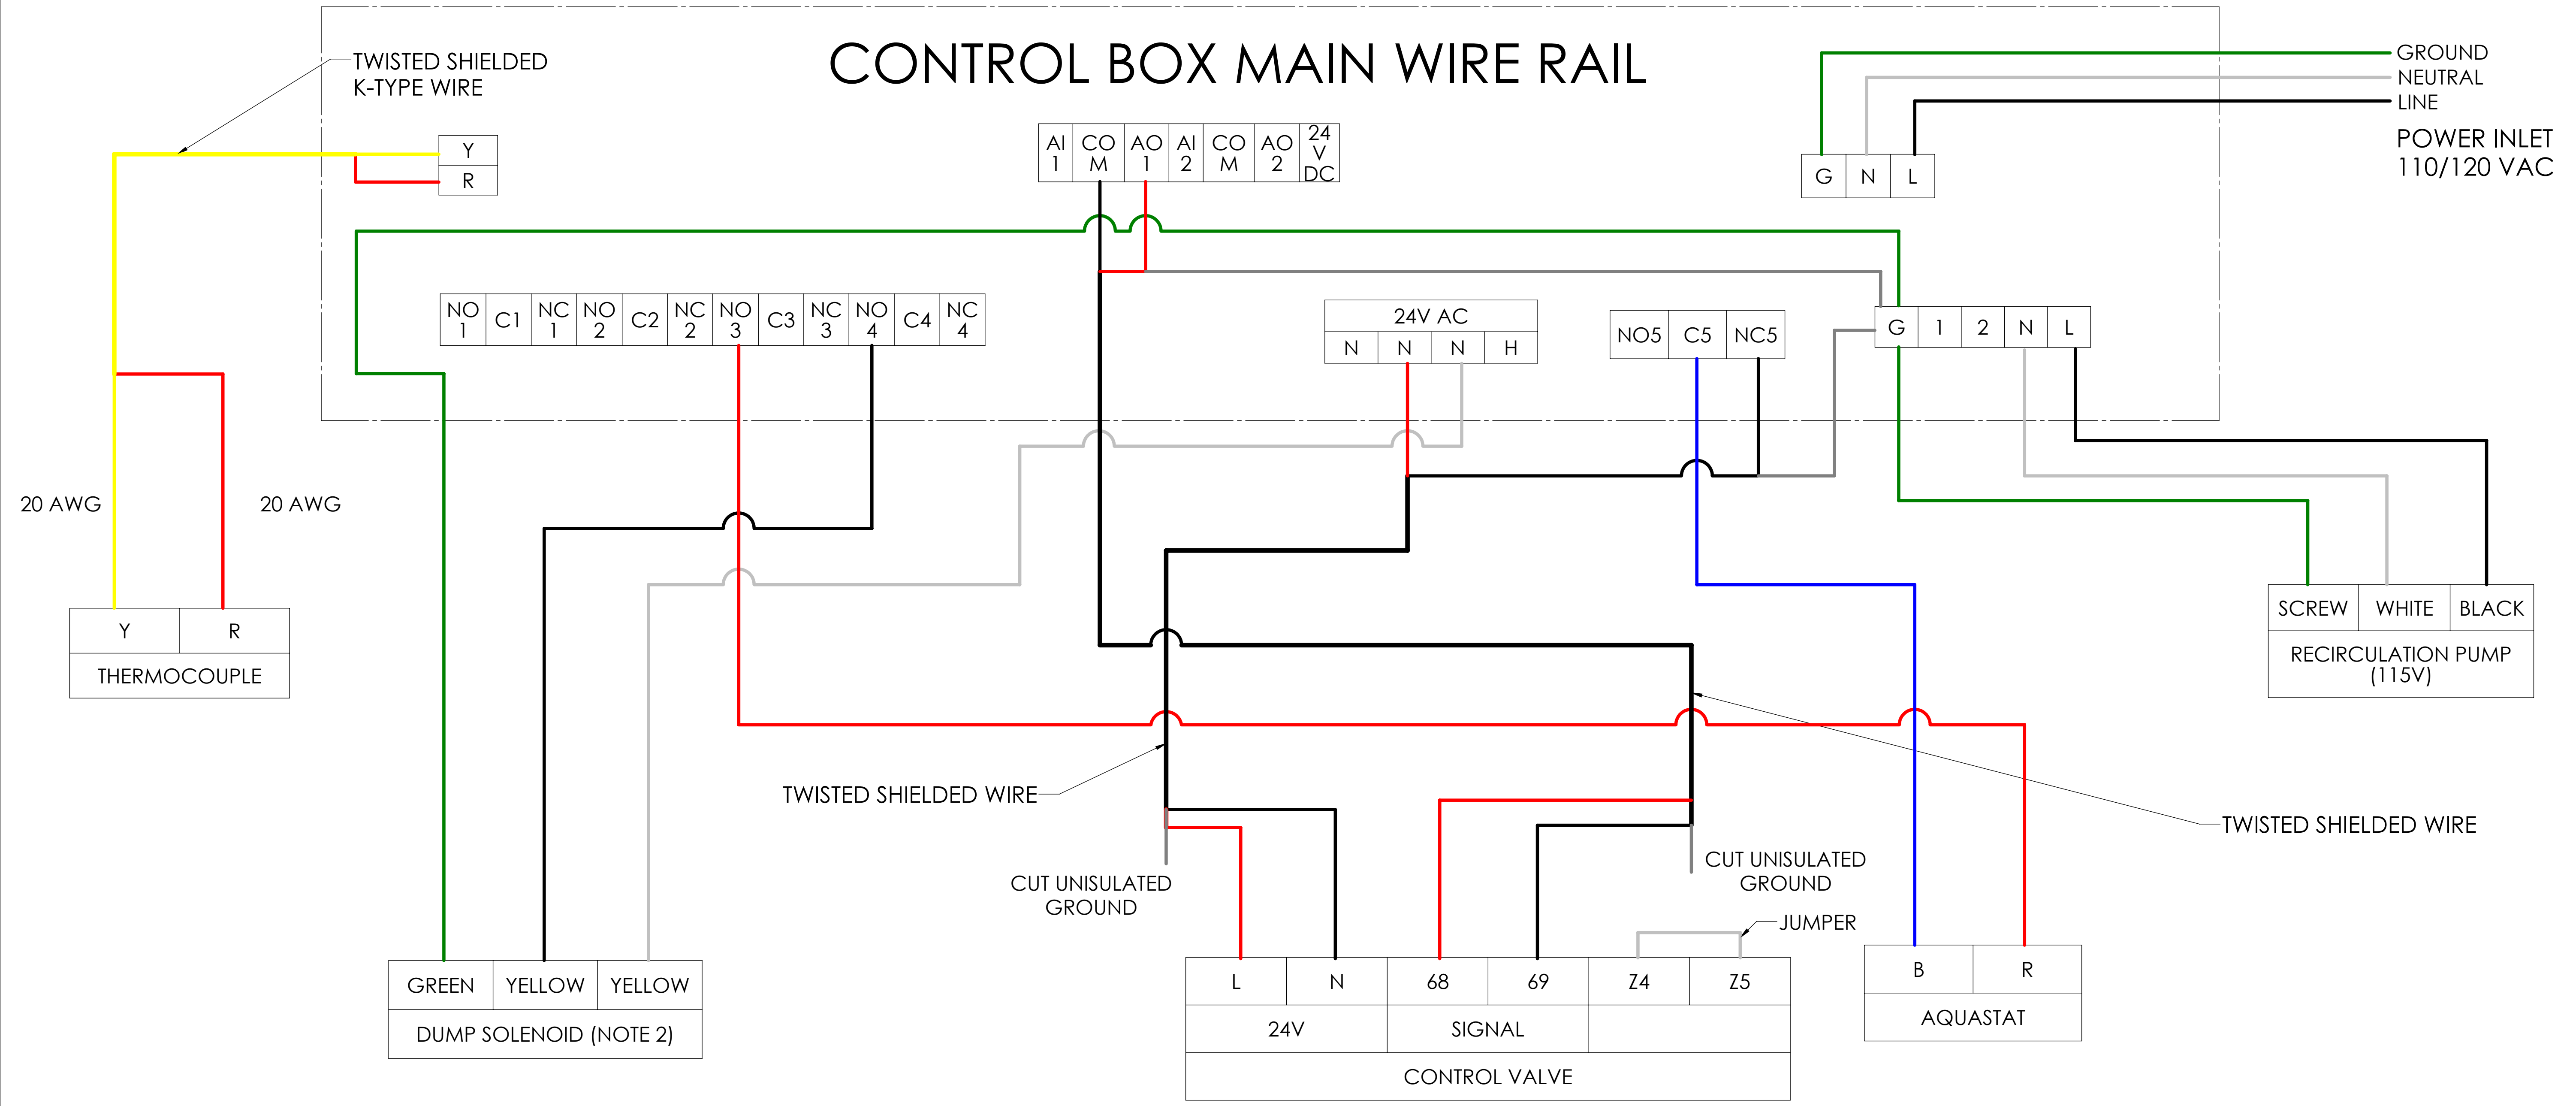 CONTROL BOX MAIN WIRE RAIL
TWISTED SHIELDED
K-TYPE WIRE
GROUND
NEUTRAL
LINE
POWER INLET
110/120 VAC
Y
R
AI
1
CO
M
AO
1
AI
2
CO
M
AO
2
24
V
DC
G N L
NO
1
C1
NC
1
NO
2
C2
NC
2
NO
3
C3
NC
3
NO
4
C4
NC
4
24V AC
N N N H
NO5 C5 NC5
G 1 2 N L
20 AWG
20 AWG
Y R
THERMOCOUPLE
SCREW WHITE BLACK
RECIRCULATION PUMP
(115V)
TWISTED SHIELDED WIRE
TWISTED SHIELDED WIRE
CUT UNISULATED
GROUND
CUT UNISULATED
GROUND
JUMPER
GREEN YELLOW YELLOW
DUMP SOLENOID (NOTE 2)
L N 68 69 Z4 Z5
24V SIGNAL
CONTROL VALVE
B R
AQUASTAT